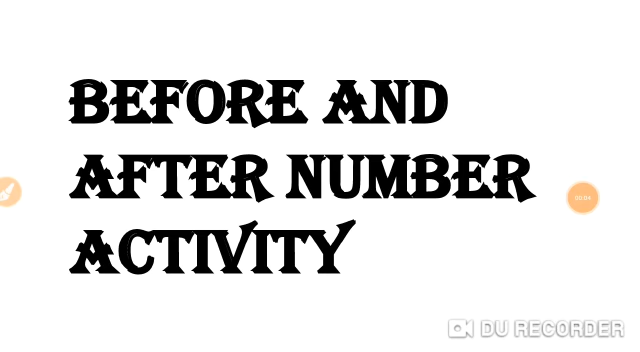 BEFORE AND
AFTER NUMBER
ACTIVITY
DU RECORDER